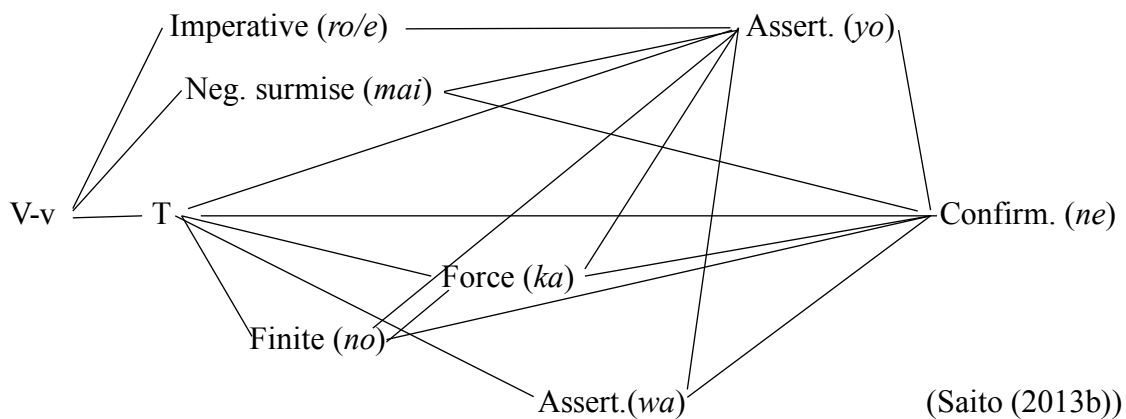 Imperative (ro/e) Assert. (yo)
Neg. surmise (mai)
V-v T Confirm. (ne)
Force (ka)
Finite (no)
Assert.(wa) (Saito (2013b))